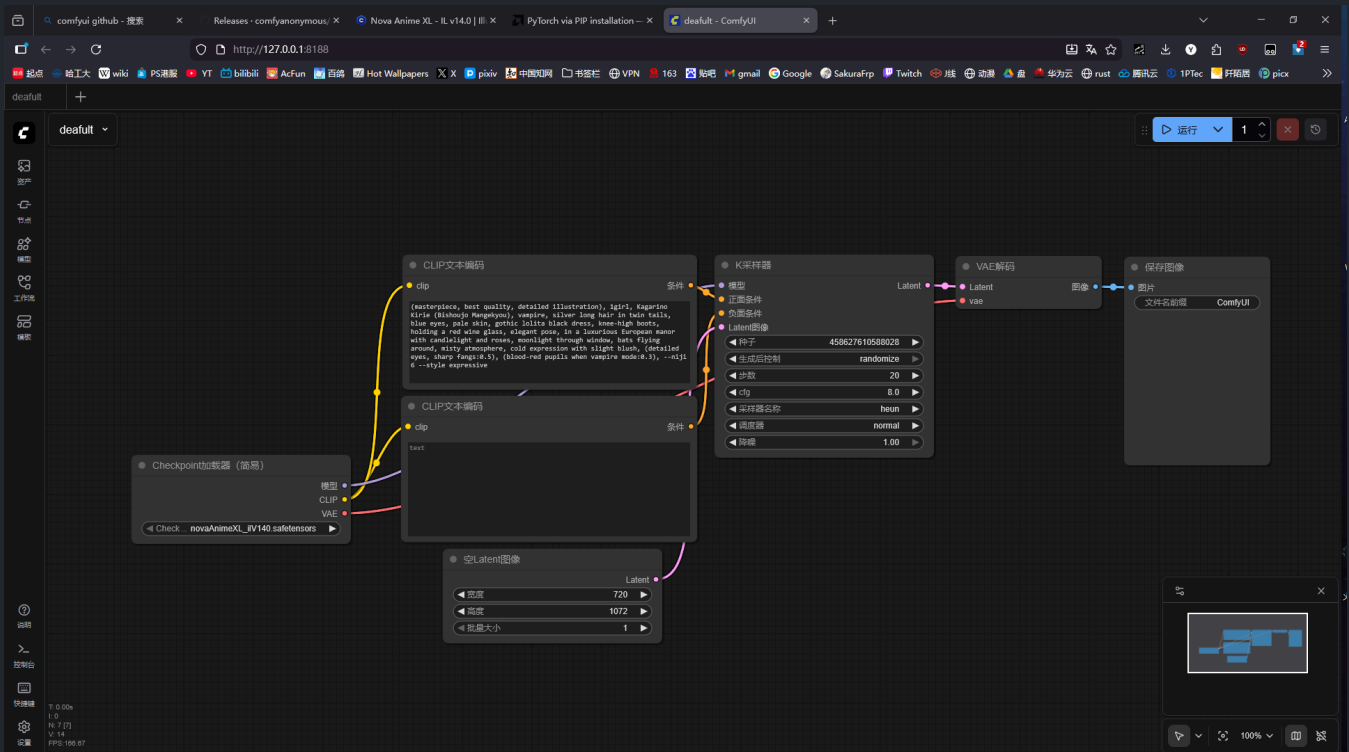 comfyui github - 搜索
Releases · comfyanonymous/
Nova Anime XL - IL v14.0 | Ill
PyTorch via PIP installation —
deafult - ComfyUI
http://127.0.0.1:8188
2
起点 哈工大 wiki PS港服 YT bilibili AcFun 百鸽 Hot Wallpapers X pixiv 中国知网 书签栏 VPN 163 贴吧 gmail Google SakuraFrp Twitch J线 动漫 盘 华为云 rust 腾讯云 1PTec 阡陌居 picx
deafult
deafult
运行 1
资产
节点
模型
工作流
模板
CLIP文本编码
clip 条件
(masterpiece, best quality, detailed illustration), 1girl, Kagarino
Kirie (Bishoujo Mangekyou), vampire, silver long hair in twin tails,
blue eyes, pale skin, gothic lolita black dress, knee-high boots,
holding a red wine glass, elegant pose, in a luxurious European manor
with candlelight and roses, moonlight through window, bats flying
around, misty atmosphere, cold expression with slight blush, (detailed
eyes, sharp fangs:0.5), (blood-red pupils when vampire mode:0.3), --niji
6 --style expressive
CLIP文本编码
clip 条件
text
Checkpoint加载器（简易）
模型
CLIP
VAE
Check... novaAnimeXL_ilV140.safetensors
空Latent图像
Latent
宽度 720
高度 1072
批量大小 1
K采样器
模型 Latent
正面条件
负面条件
Latent图像
种子 458627610588028
生成后控制 randomize
步数 20
cfg 8.0
采样器名称 heun
调度器 normal
降噪 1.00
VAE解码
Latent 图像
vae
保存图像
图片
文件名前缀 ComfyUI
说明
控制台
快捷键
设置
T: 0.00s
I: 0
N: 7 [7]
V: 14
FPS:166.67
100%